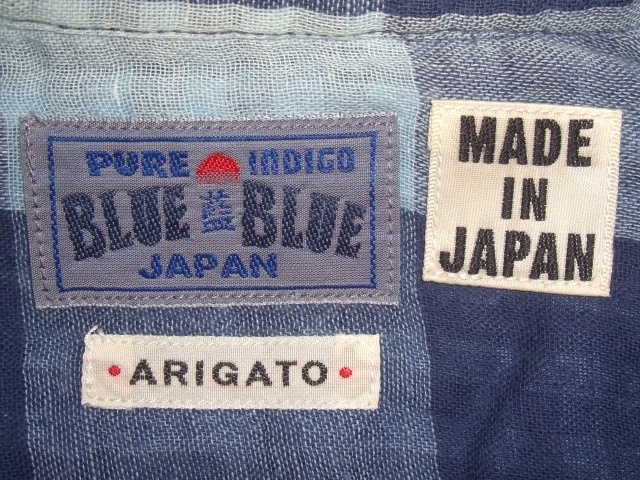 PURE INDIGO
BLUE 藍 BLUE
JAPAN
MADE
IN
JAPAN
• ARIGATO •